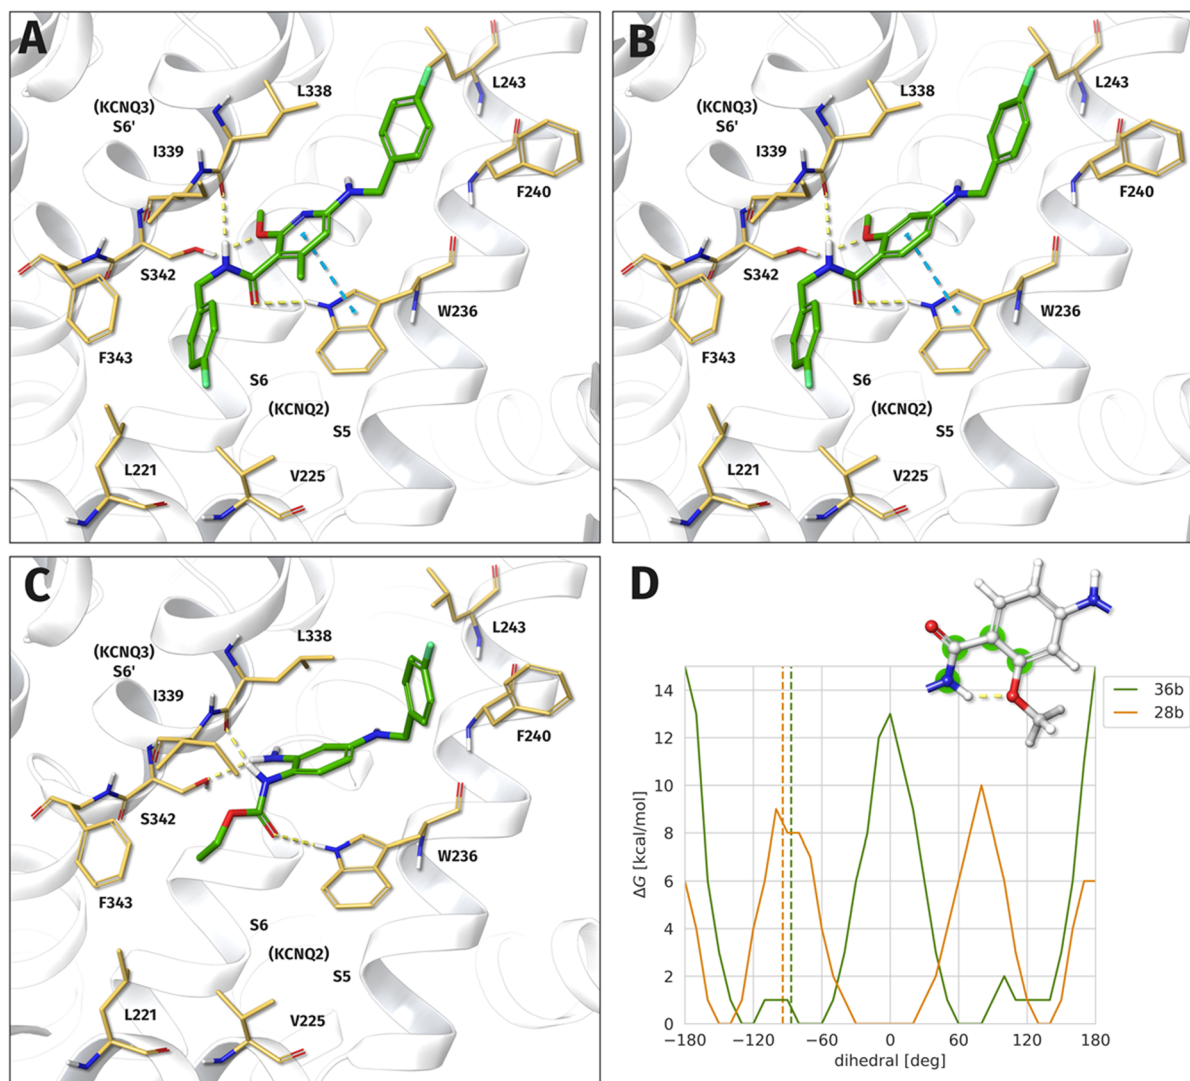 A
(KCNQ3)
S6'
L338
L243
I339
F240
S342
W236
F343
S6
(KCNQ2)
S5
L221
V225
B
(KCNQ3)
S6'
L338
L243
I339
F240
S342
W236
F343
S6
(KCNQ2)
S5
L221
V225
C
(KCNQ3)
S6'
L338
L243
I339
F240
S342
W236
F343
S6
(KCNQ2)
S5
L221
V225
D
36b
28b
ΔG [kcal/mol]
14
12
10
8
6
4
2
0
−180 −120 −60 0 60 120 180
dihedral [deg]